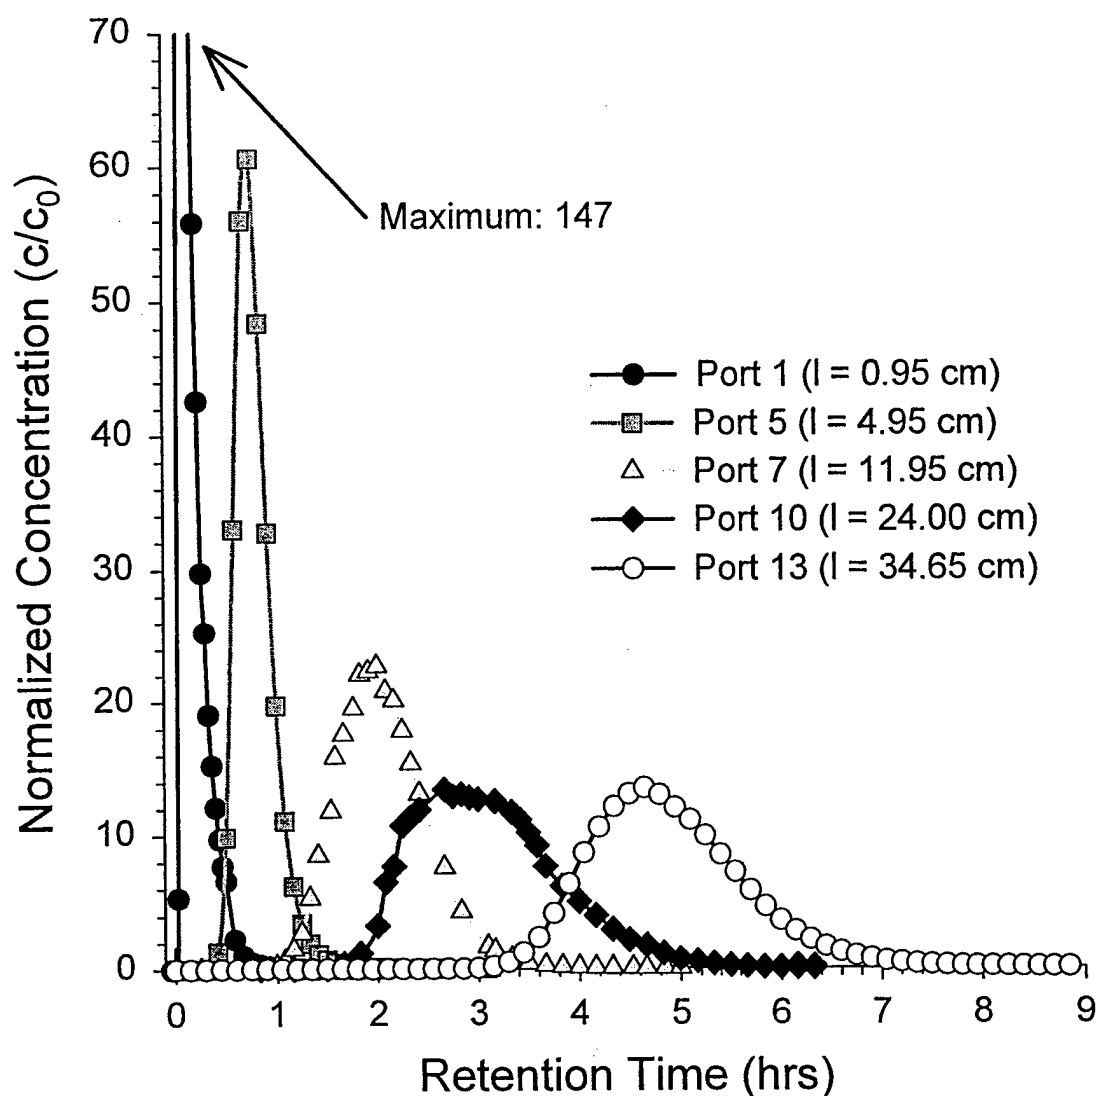 Normalized Concentration (c/c₀)
70
60
50
40
30
20
10
0
Maximum: 147
Port 1 (l = 0.95 cm)
Port 5 (l = 4.95 cm)
Port 7 (l = 11.95 cm)
Port 10 (l = 24.00 cm)
Port 13 (l = 34.65 cm)
0 1 2 3 4 5 6 7 8 9
Retention Time (hrs)